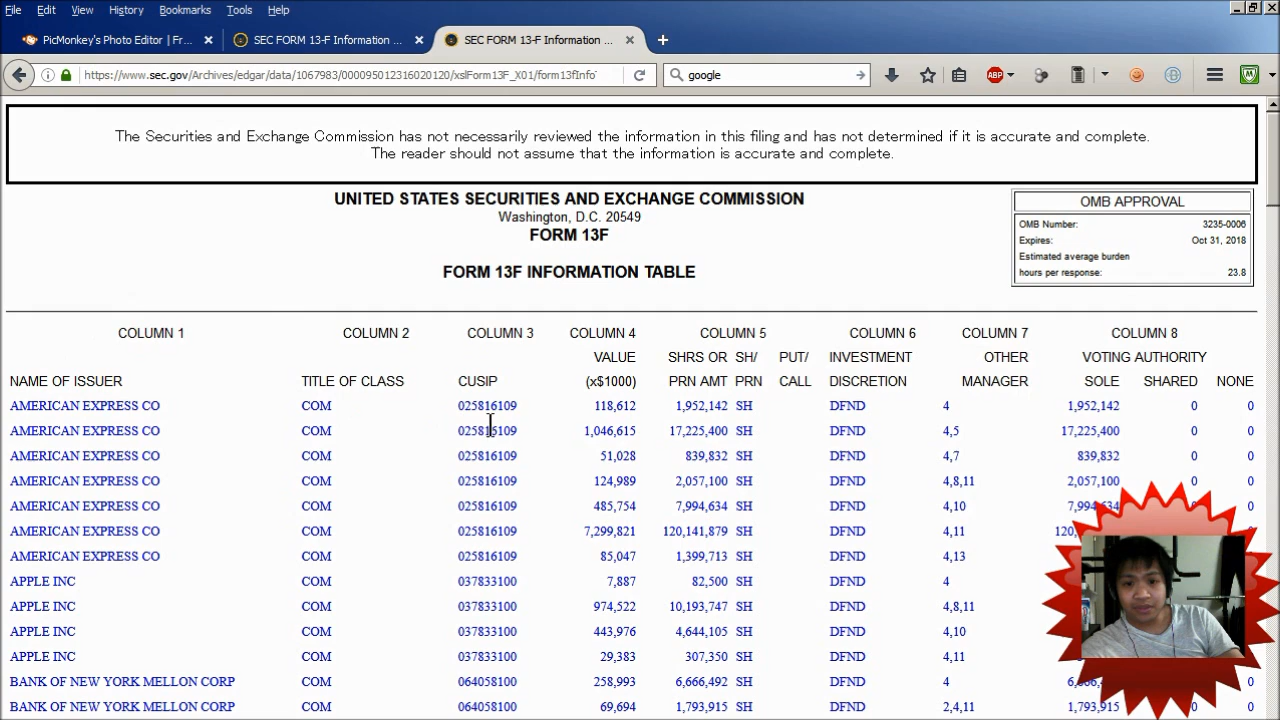 File Edit View History Bookmarks Tools Help
PicMonkey's Photo Editor | Fr... × SEC FORM 13-F Information ... × SEC FORM 13-F Information ... ×
https://www.sec.gov/Archives/edgar/data/1067983/000095012316020120/xslForm13F_X01/form13fInfo google ABP
The Securities and Exchange Commission has not necessarily reviewed the information in this filing and has not determined if it is accurate and complete.
The reader should not assume that the information is accurate and complete.
UNITED STATES SECURITIES AND EXCHANGE COMMISSION
Washington, D.C. 20549
FORM 13F
FORM 13F INFORMATION TABLE
OMB APPROVAL
OMB Number: 3235-0006
Expires: Oct 31, 2018
Estimated average burden
hours per response: 23.8
COLUMN 1 COLUMN 2 COLUMN 3 COLUMN 4 COLUMN 5 COLUMN 6 COLUMN 7 COLUMN 8
VALUE SHRS OR SH/ PUT/ INVESTMENT OTHER VOTING AUTHORITY
NAME OF ISSUER TITLE OF CLASS CUSIP (x$1000) PRN AMT PRN CALL DISCRETION MANAGER SOLE SHARED NONE
AMERICAN EXPRESS CO COM 025816109 118,612 1,952,142 SH DFND 4 1,952,142 0 0
AMERICAN EXPRESS CO COM 025816109 1,046,615 17,225,400 SH DFND 4,5 17,225,400 0 0
AMERICAN EXPRESS CO COM 025816109 51,028 839,832 SH DFND 4,7 839,832 0 0
AMERICAN EXPRESS CO COM 025816109 124,989 2,057,100 SH DFND 4,8,11 2,057,100 0 0
AMERICAN EXPRESS CO COM 025816109 485,754 7,994,634 SH DFND 4,10 7,994,634 0 0
AMERICAN EXPRESS CO COM 025816109 7,299,821 120,141,879 SH DFND 4,11 120, 0
AMERICAN EXPRESS CO COM 025816109 85,047 1,399,713 SH DFND 4,13
APPLE INC COM 037833100 7,887 82,500 SH DFND 4
APPLE INC COM 037833100 974,522 10,193,747 SH DFND 4,8,11
APPLE INC COM 037833100 443,976 4,644,105 SH DFND 4,10
APPLE INC COM 037833100 29,383 307,350 SH DFND 4,11
BANK OF NEW YORK MELLON CORP COM 064058100 258,993 6,666,492 SH DFND 4 0
BANK OF NEW YORK MELLON CORP COM 064058100 69,694 1,793,915 SH DFND 2,4,11 1,793,915 0